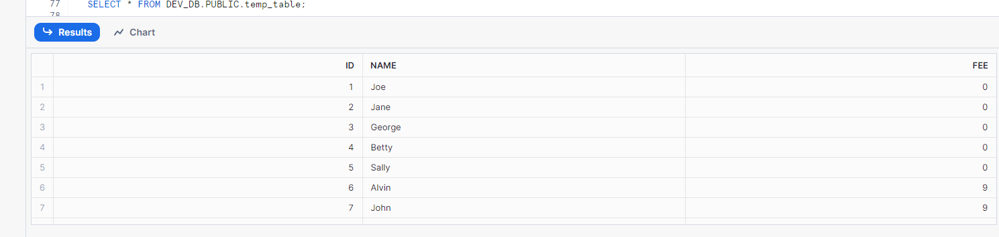 77 SELECT * FROM DEV_DB.PUBLIC.temp_table;
78
Results Chart
ID NAME FEE
1 1 Joe 0
2 2 Jane 0
3 3 George 0
4 4 Betty 0
5 5 Sally 0
6 6 Alvin 9
7 7 John 9